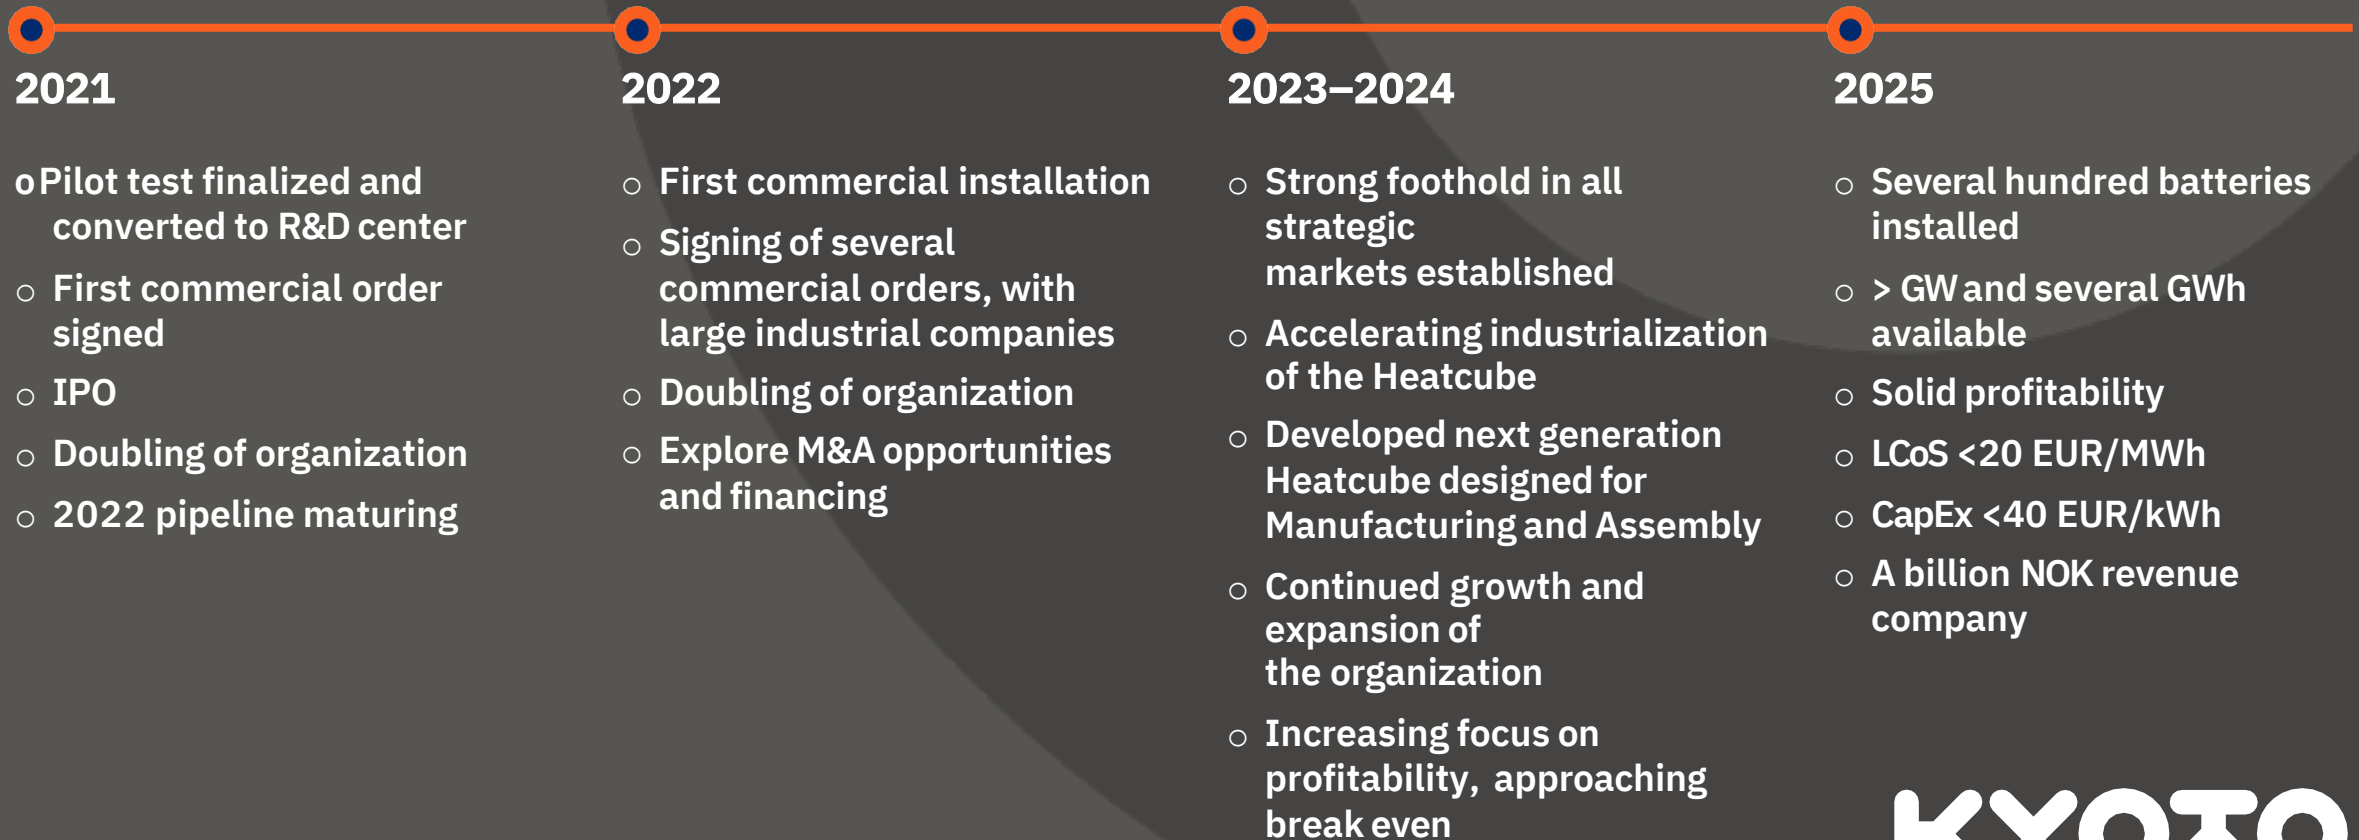 2021
oPilot test finalized and
converted to R&D center
○ First commercial order
signed
○ IPO
○ Doubling of organization
○ 2022 pipeline maturing
2022
○ First commercial installation
○ Signing of several
commercial orders, with
large industrial companies
○ Doubling of organization
○ Explore M&A opportunities
and financing
2023–2024
○ Strong foothold in all
strategic
markets established
○ Accelerating industrialization
of the Heatcube
○ Developed next generation
Heatcube designed for
Manufacturing and Assembly
○ Continued growth and
expansion of
the organization
○ Increasing focus on
profitability, approaching
break even
2025
○ Several hundred batteries
installed
○ > GW and several GWh
available
○ Solid profitability
○ LCoS <20 EUR/MWh
○ CapEx <40 EUR/kWh
○ A billion NOK revenue
company
KYOTO